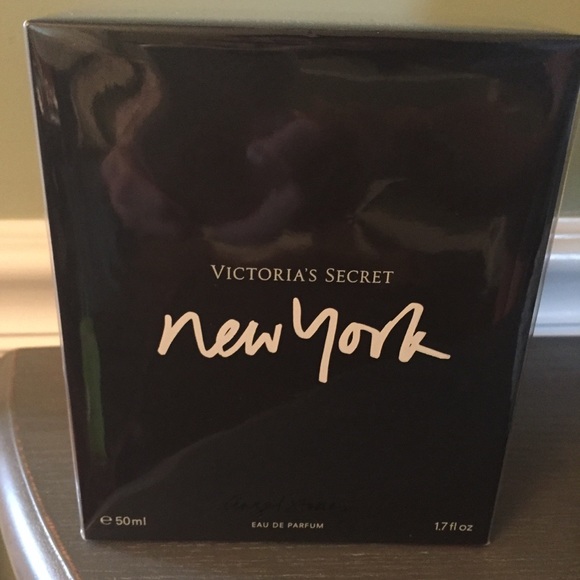 VICTORIA'S SECRET
new york
EAU DE PARFUM
℮ 50ml
1.7 fl oz